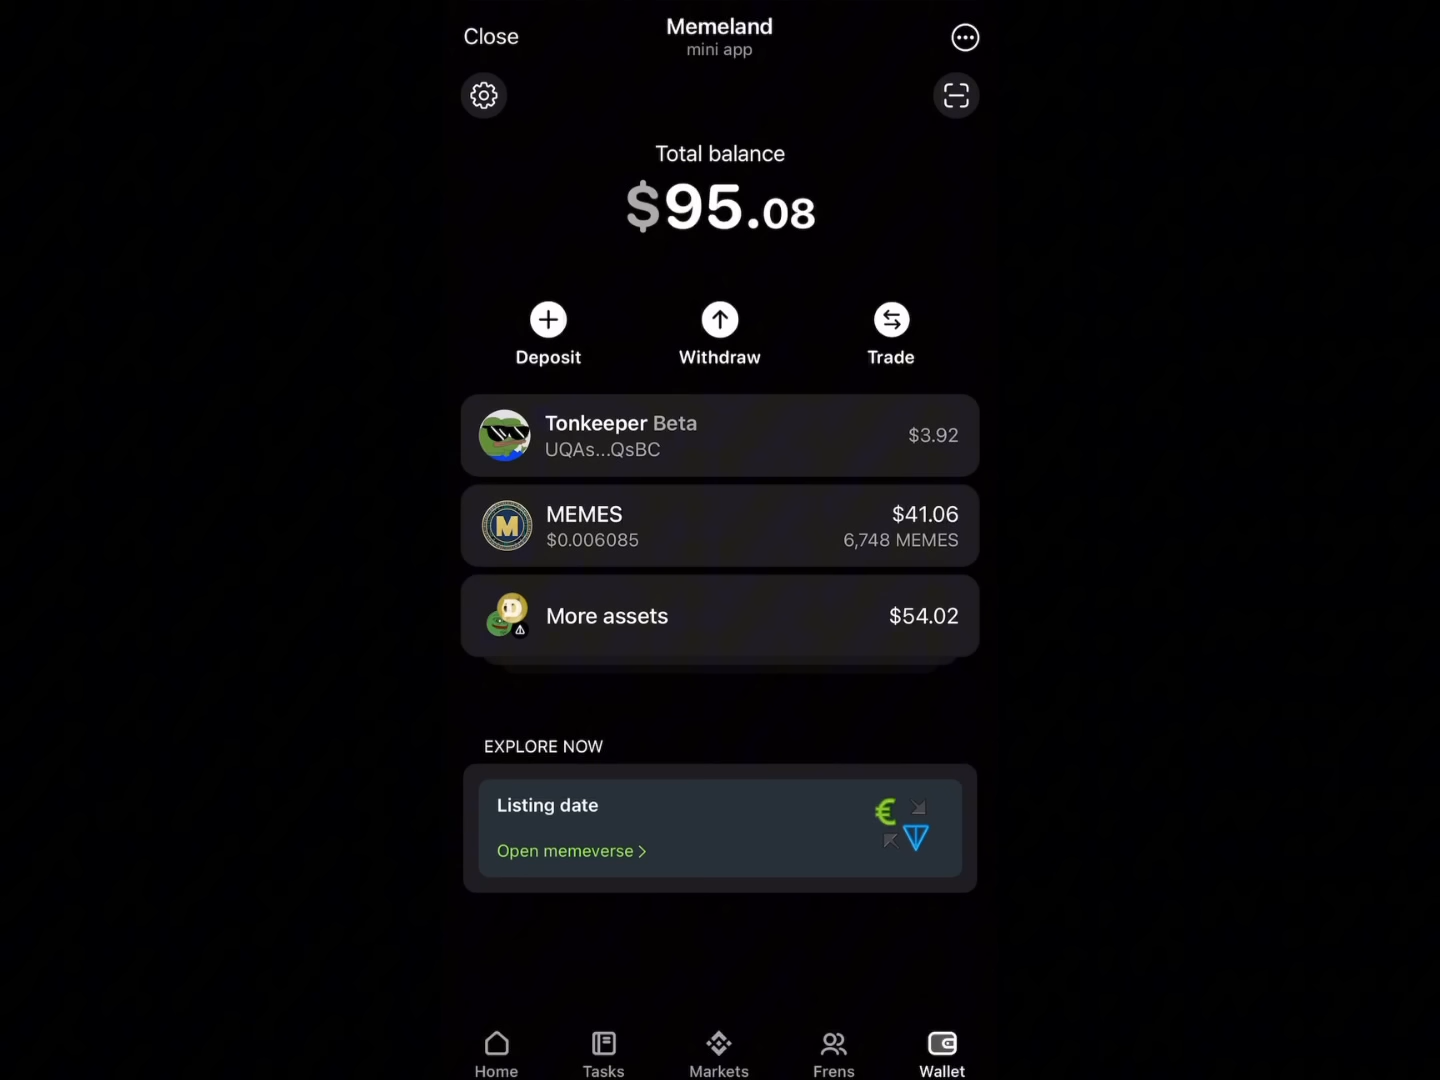 Close
Memeland
mini app
Total balance
$95.08
Deposit
Withdraw
Trade
Tonkeeper Beta
UQAs...QsBC
$3.92
MEMES
$0.006085
$41.06
6,748 MEMES
More assets
$54.02
EXPLORE NOW
Listing date
Open memeverse >
Home
Tasks
Markets
Frens
Wallet